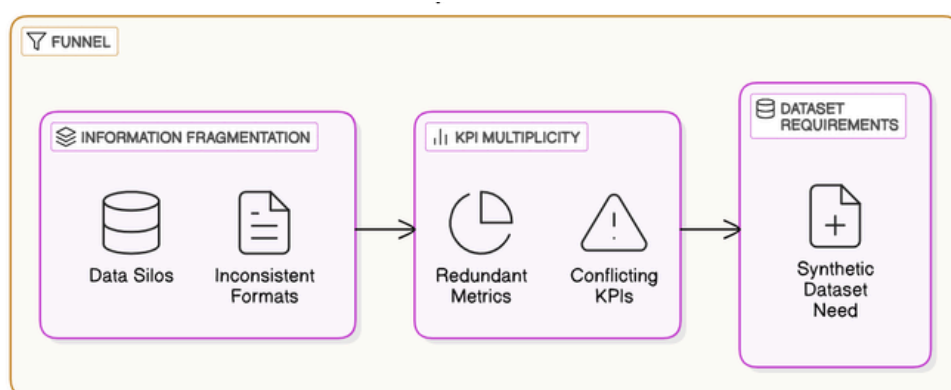 FUNNEL
INFORMATION FRAGMENTATION
Data Silos
Inconsistent
Formats
KPI MULTIPLICITY
Redundant
Metrics
Conflicting
KPIs
DATASET
REQUIREMENTS
Synthetic
Dataset
Need